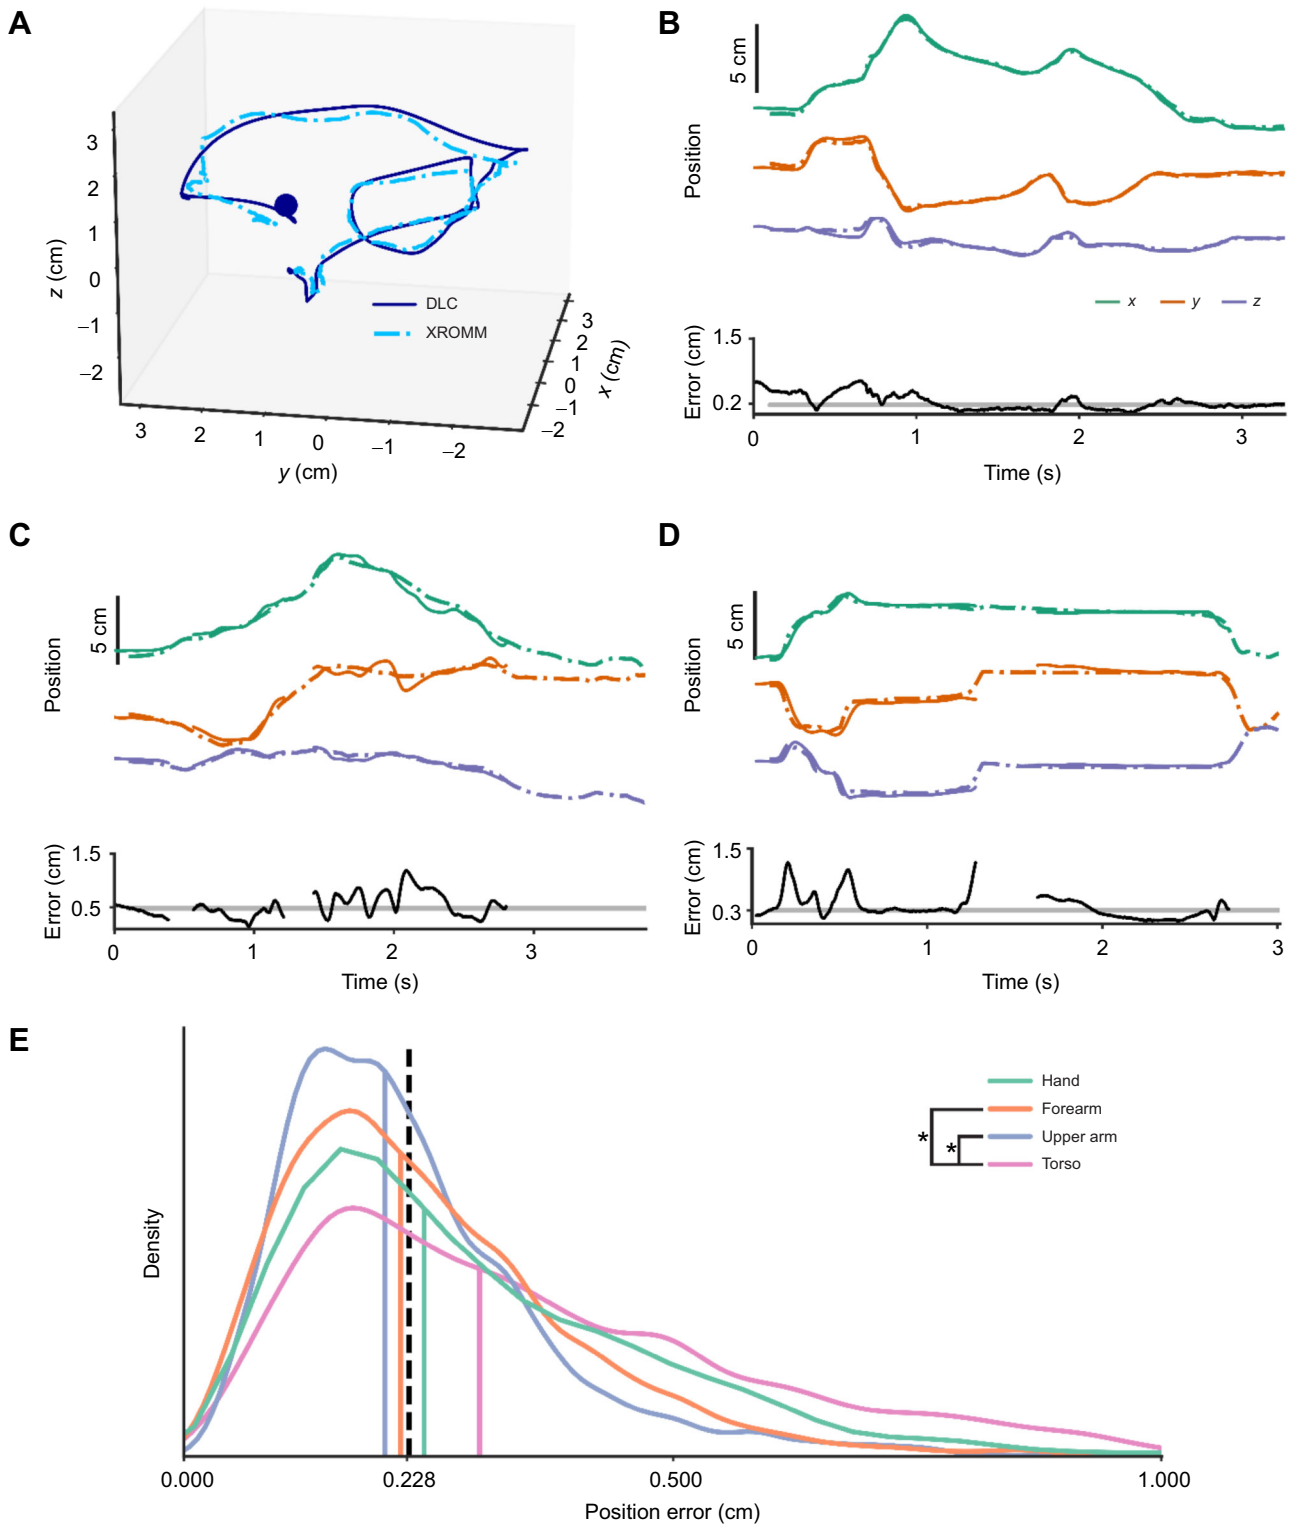 A
3
2
1
0
−1
−2
z (cm)
3
2
1
0
−1
−2
y (cm)
3
2
1
0
−1
−2
x (cm)
DLC
XROMM
B
5 cm
Position
x
y
z
1.5
0.2
Error (cm)
0
1
2
3
Time (s)
C
5 cm
Position
1.5
0.5
Error (cm)
0
1
2
3
Time (s)
D
5 cm
Position
1.5
0.3
Error (cm)
0
1
2
3
Time (s)
E
Density
Hand
Forearm
Upper arm
Torso
*
*
0.000
0.228
0.500
1.000
Position error (cm)